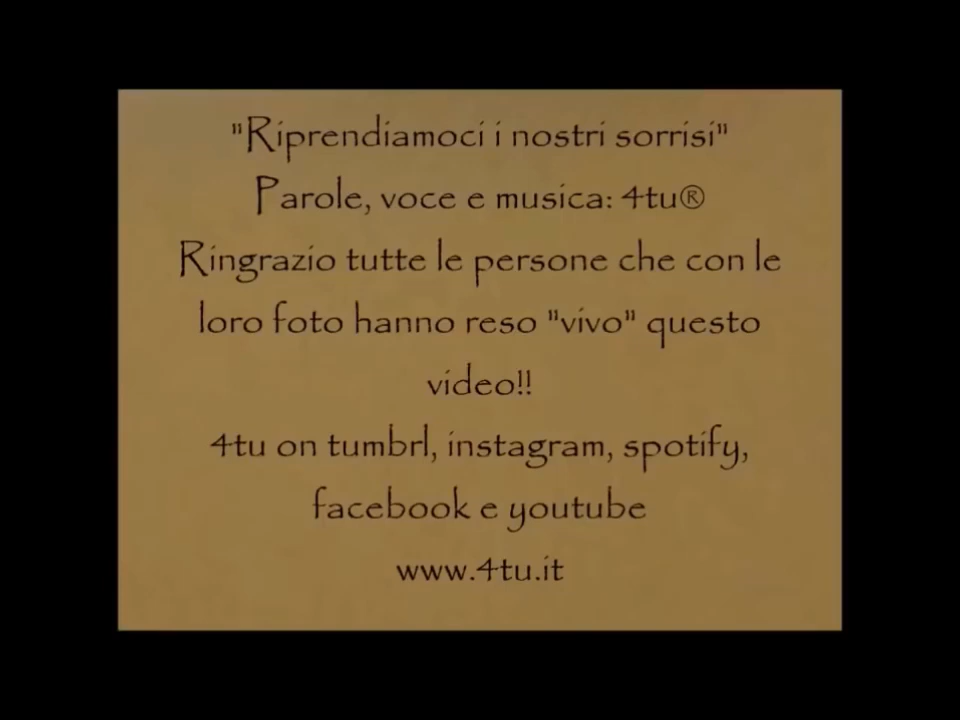 "Riprendiamoci i nostri sorrisi"
Parole, voce e musica: 4tu®
Ringrazio tutte le persone che con le
loro foto hanno reso "vivo" questo
video!!
4tu on tumbrl, instagram, spotify,
facebook e youtube
www.4tu.it